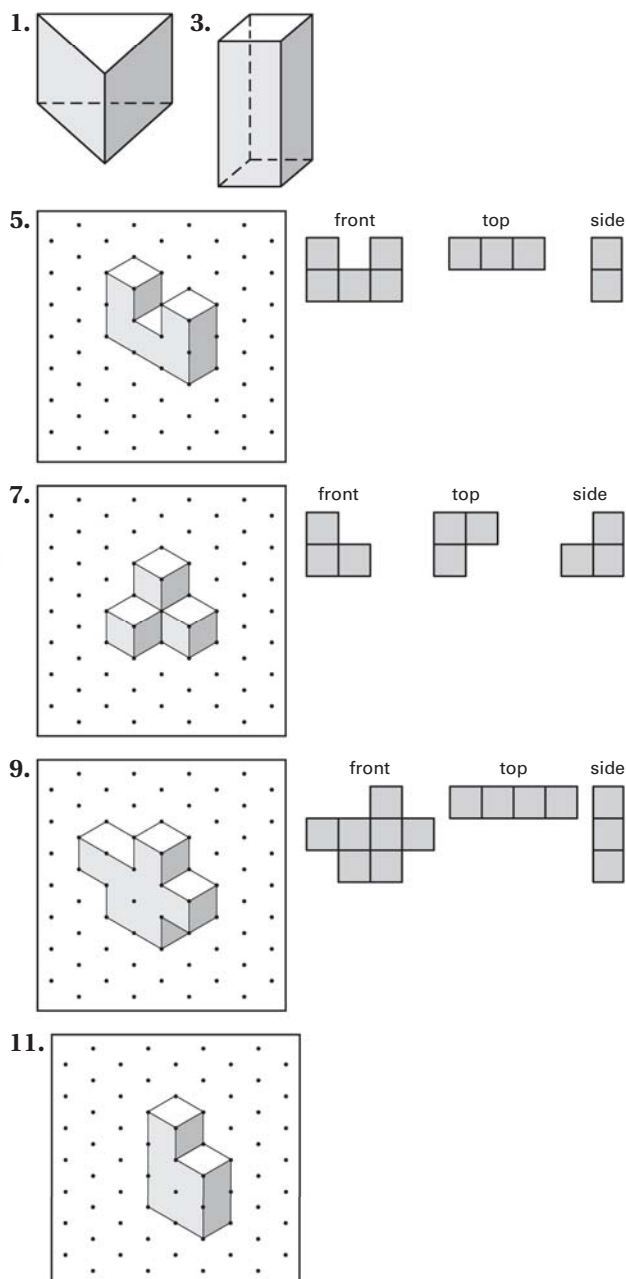 1. 3.
5. front top side
7. front top side
9. front top side
11.